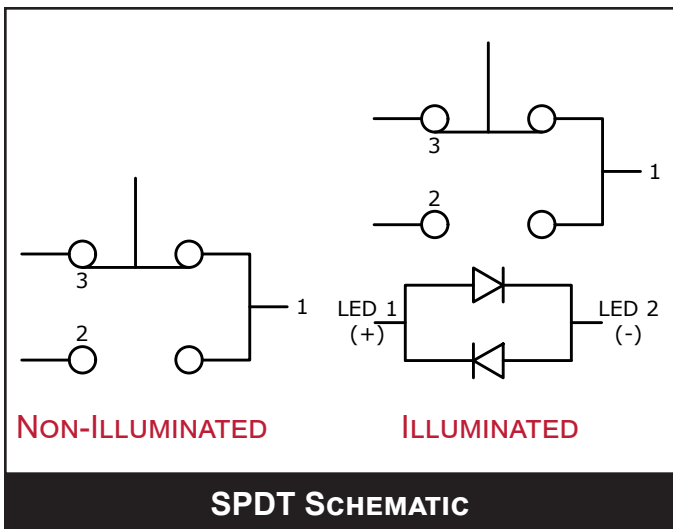 3
1
2
3
1
2
LED 1
(+)
LED 2
(-)
NON-ILLUMINATED
ILLUMINATED
SPDT SCHEMATIC